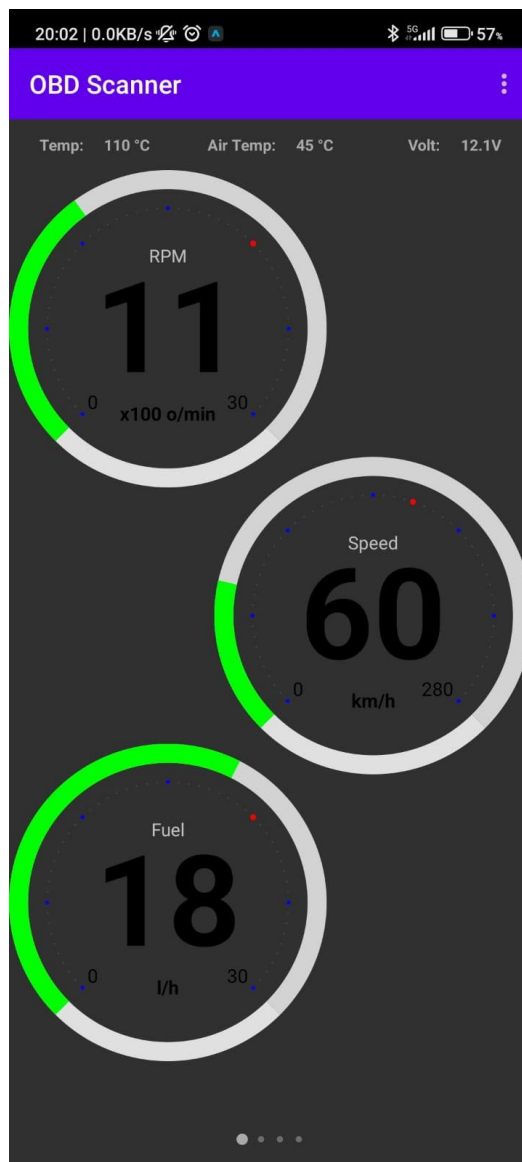 20:02 | 0.0KB/s 5G 57%
OBD Scanner
Temp: 110 °C Air Temp: 45 °C Volt: 12.1V
RPM
11
0 x100 o/min 30
Speed
60
0 km/h 280
Fuel
18
0 l/h 30